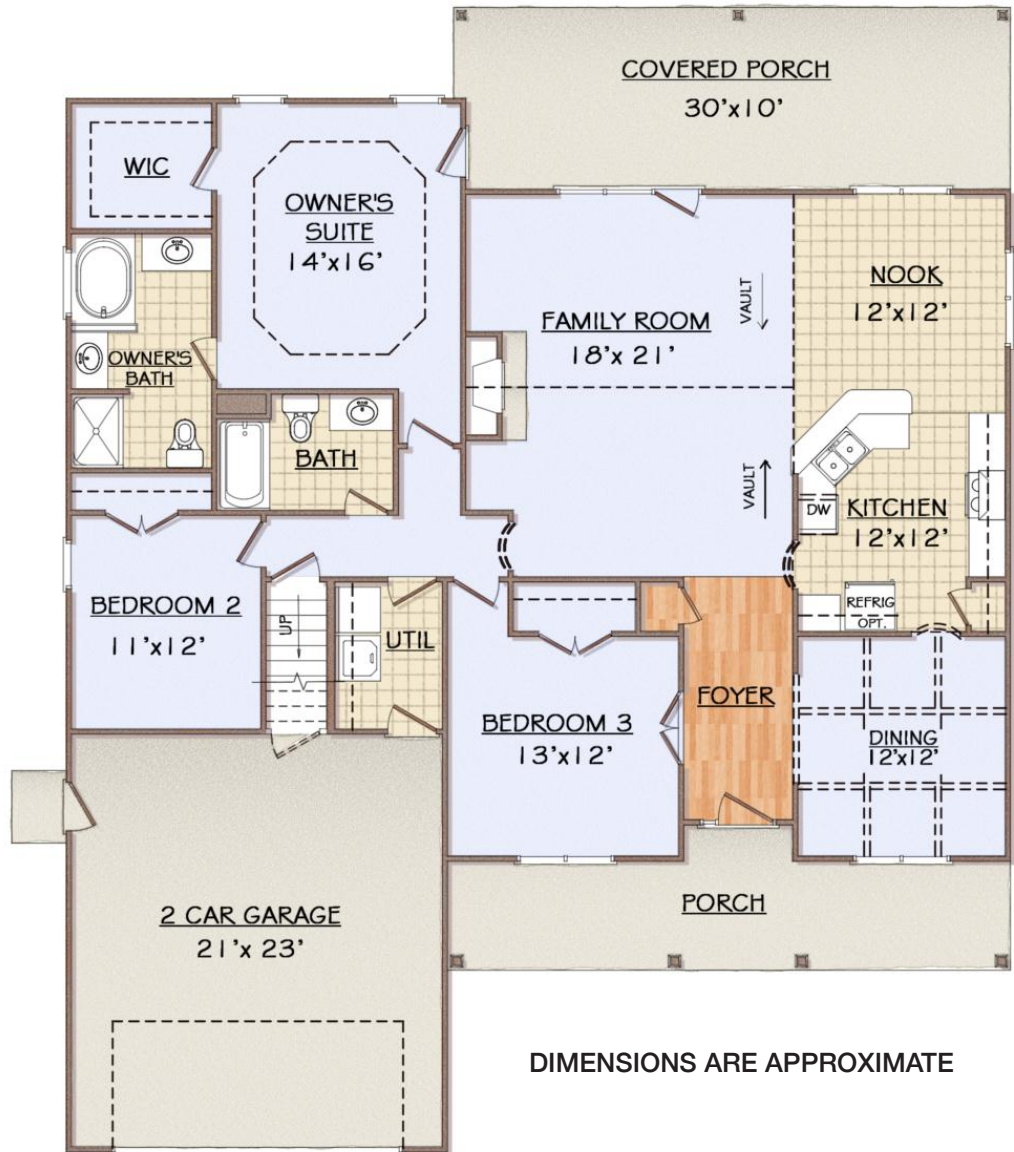 COVERED PORCH
30'x10'
WIC
OWNER'S
SUITE
14'x16'
NOOK
12'x12'
VAULT
FAMILY ROOM
18'x 21'
OWNER'S
BATH
BATH
VAULT
DW
KITCHEN
12'x12'
REFRIG
OPT.
BEDROOM 2
11'x12'
UP
UTIL
FOYER
BEDROOM 3
13'x12'
DINING
12'x12'
PORCH
2 CAR GARAGE
21'x 23'
DIMENSIONS ARE APPROXIMATE